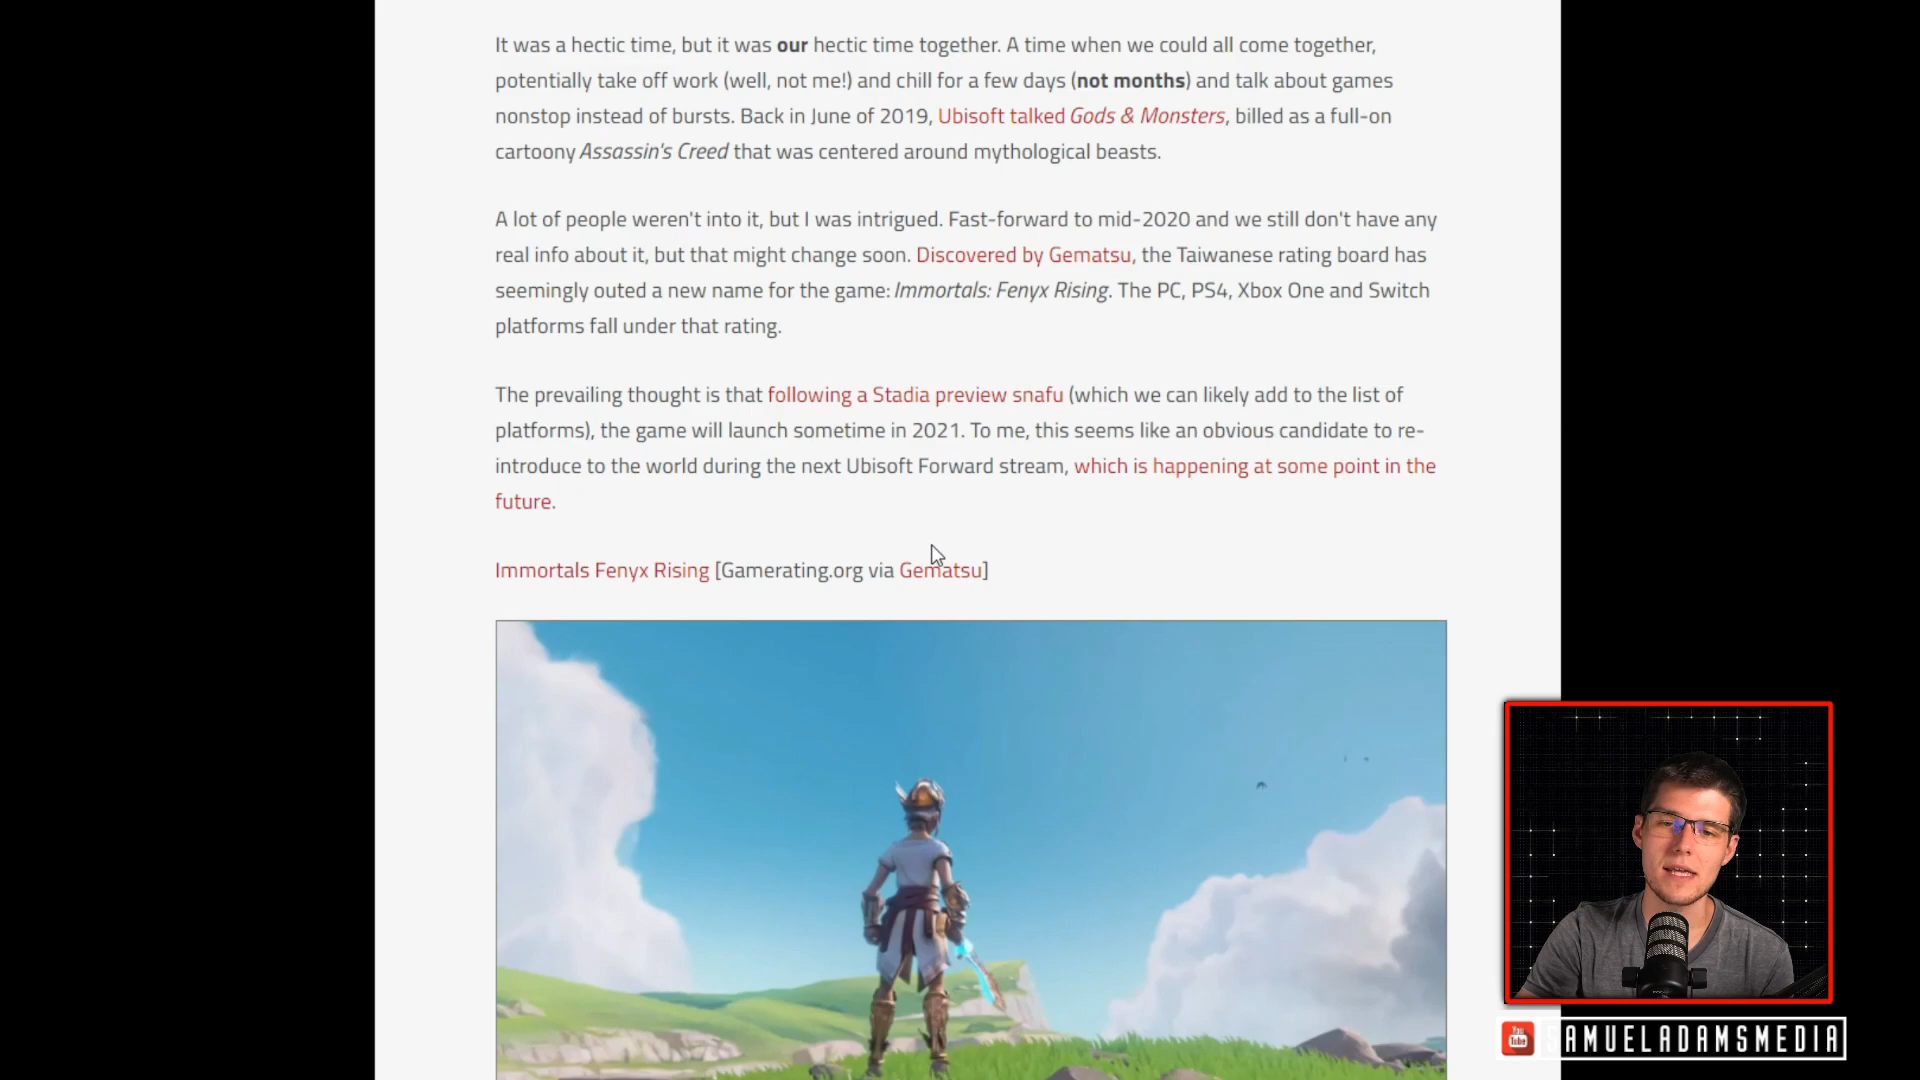 It was a hectic time, but it was our hectic time together. A time when we could all come together,
potentially take off work (well, not me!) and chill for a few days (not months) and talk about games
nonstop instead of bursts. Back in June of 2019, Ubisoft talked Gods & Monsters, billed as a full-on
cartoony Assassin's Creed that was centered around mythological beasts.
A lot of people weren't into it, but I was intrigued. Fast-forward to mid-2020 and we still don't have any
real info about it, but that might change soon. Discovered by Gematsu, the Taiwanese rating board has
seemingly outed a new name for the game: Immortals: Fenyx Rising. The PC, PS4, Xbox One and Switch
platforms fall under that rating.
The prevailing thought is that following a Stadia preview snafu (which we can likely add to the list of
platforms), the game will launch sometime in 2021. To me, this seems like an obvious candidate to re-
introduce to the world during the next Ubisoft Forward stream, which is happening at some point in the
future.
Immortals Fenyx Rising [Gamerating.org via Gematsu]
You Tube
SAMUELADAMSMEDIA